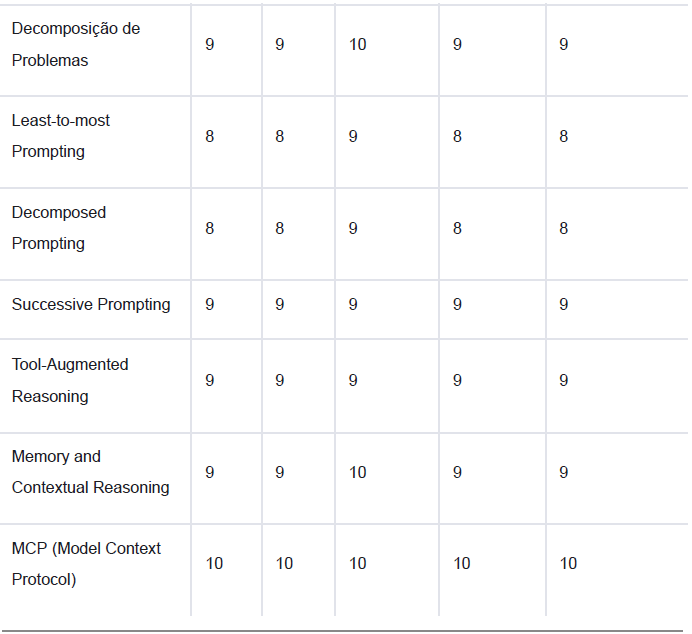 Decomposição de
Problemas
9 9 10 9 9
Least-to-most
Prompting
8 8 9 8 8
Decomposed
Prompting
8 8 9 8 8
Successive Prompting 9 9 9 9 9
Tool-Augmented
Reasoning
9 9 9 9 9
Memory and
Contextual Reasoning
9 9 10 9 9
MCP (Model Context
Protocol)
10 10 10 10 10